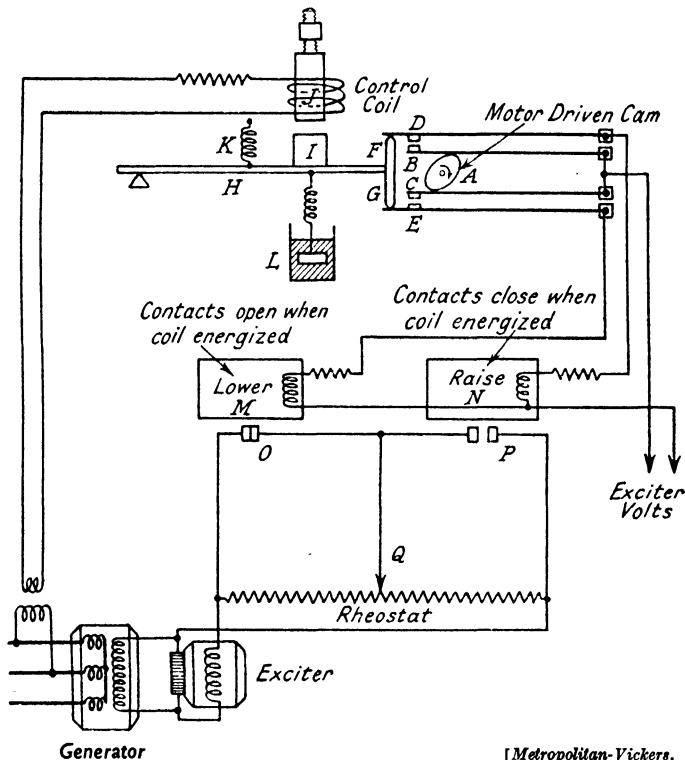 J
Control
Coil
K
D
Motor Driven Cam
F
I
B
A
H
C
G
E
L
Contacts open when
coil energized
Contacts close when
coil energized
Lower
M
Raise
N
O
P
Exciter
Volts
Q
Rheostat
Exciter
Generator
[Metropolitan-Vickers.